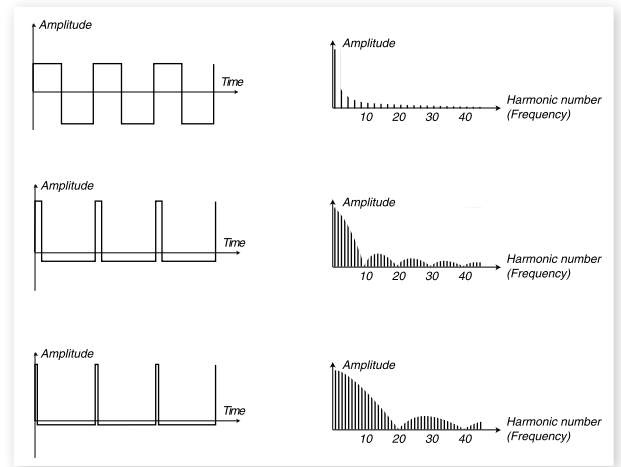 Amplitude
Time
Amplitude
Harmonic number
(Frequency)
10 20 30 40
Amplitude
Time
Amplitude
Harmonic number
(Frequency)
10 20 30 40
Amplitude
Time
Amplitude
Harmonic number
(Frequency)
10 20 30 40